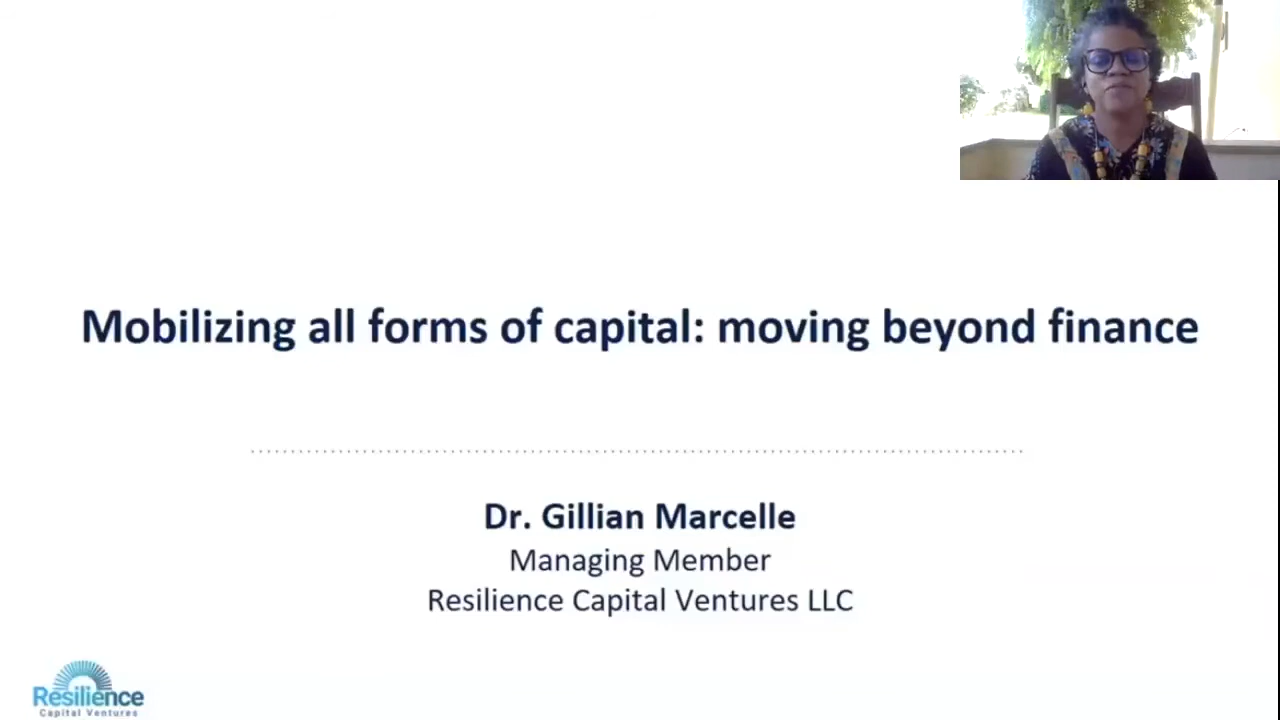 Mobilizing all forms of capital: moving beyond finance
Dr. Gillian Marcelle
Managing Member
Resilience Capital Ventures LLC
Resilience
Capital Ventures